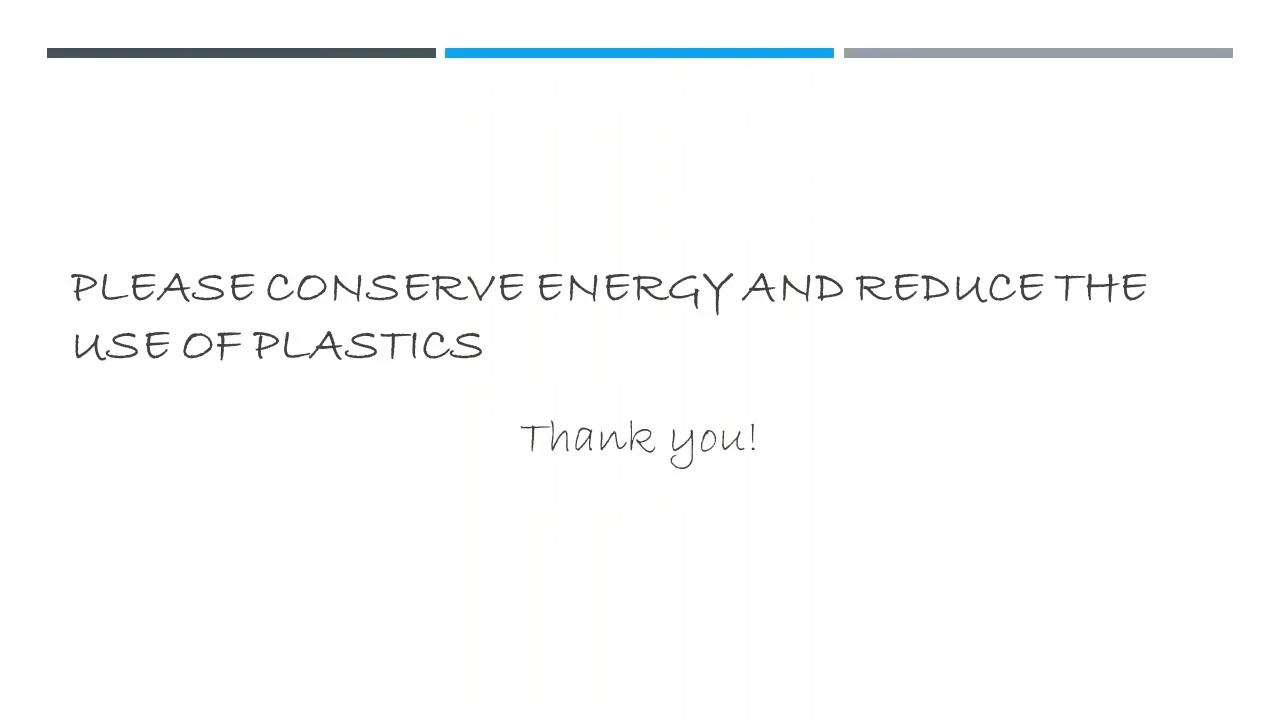 PLEASE CONSERVE ENERGY AND REDUCE THE
USE OF PLASTICS
Thank you!